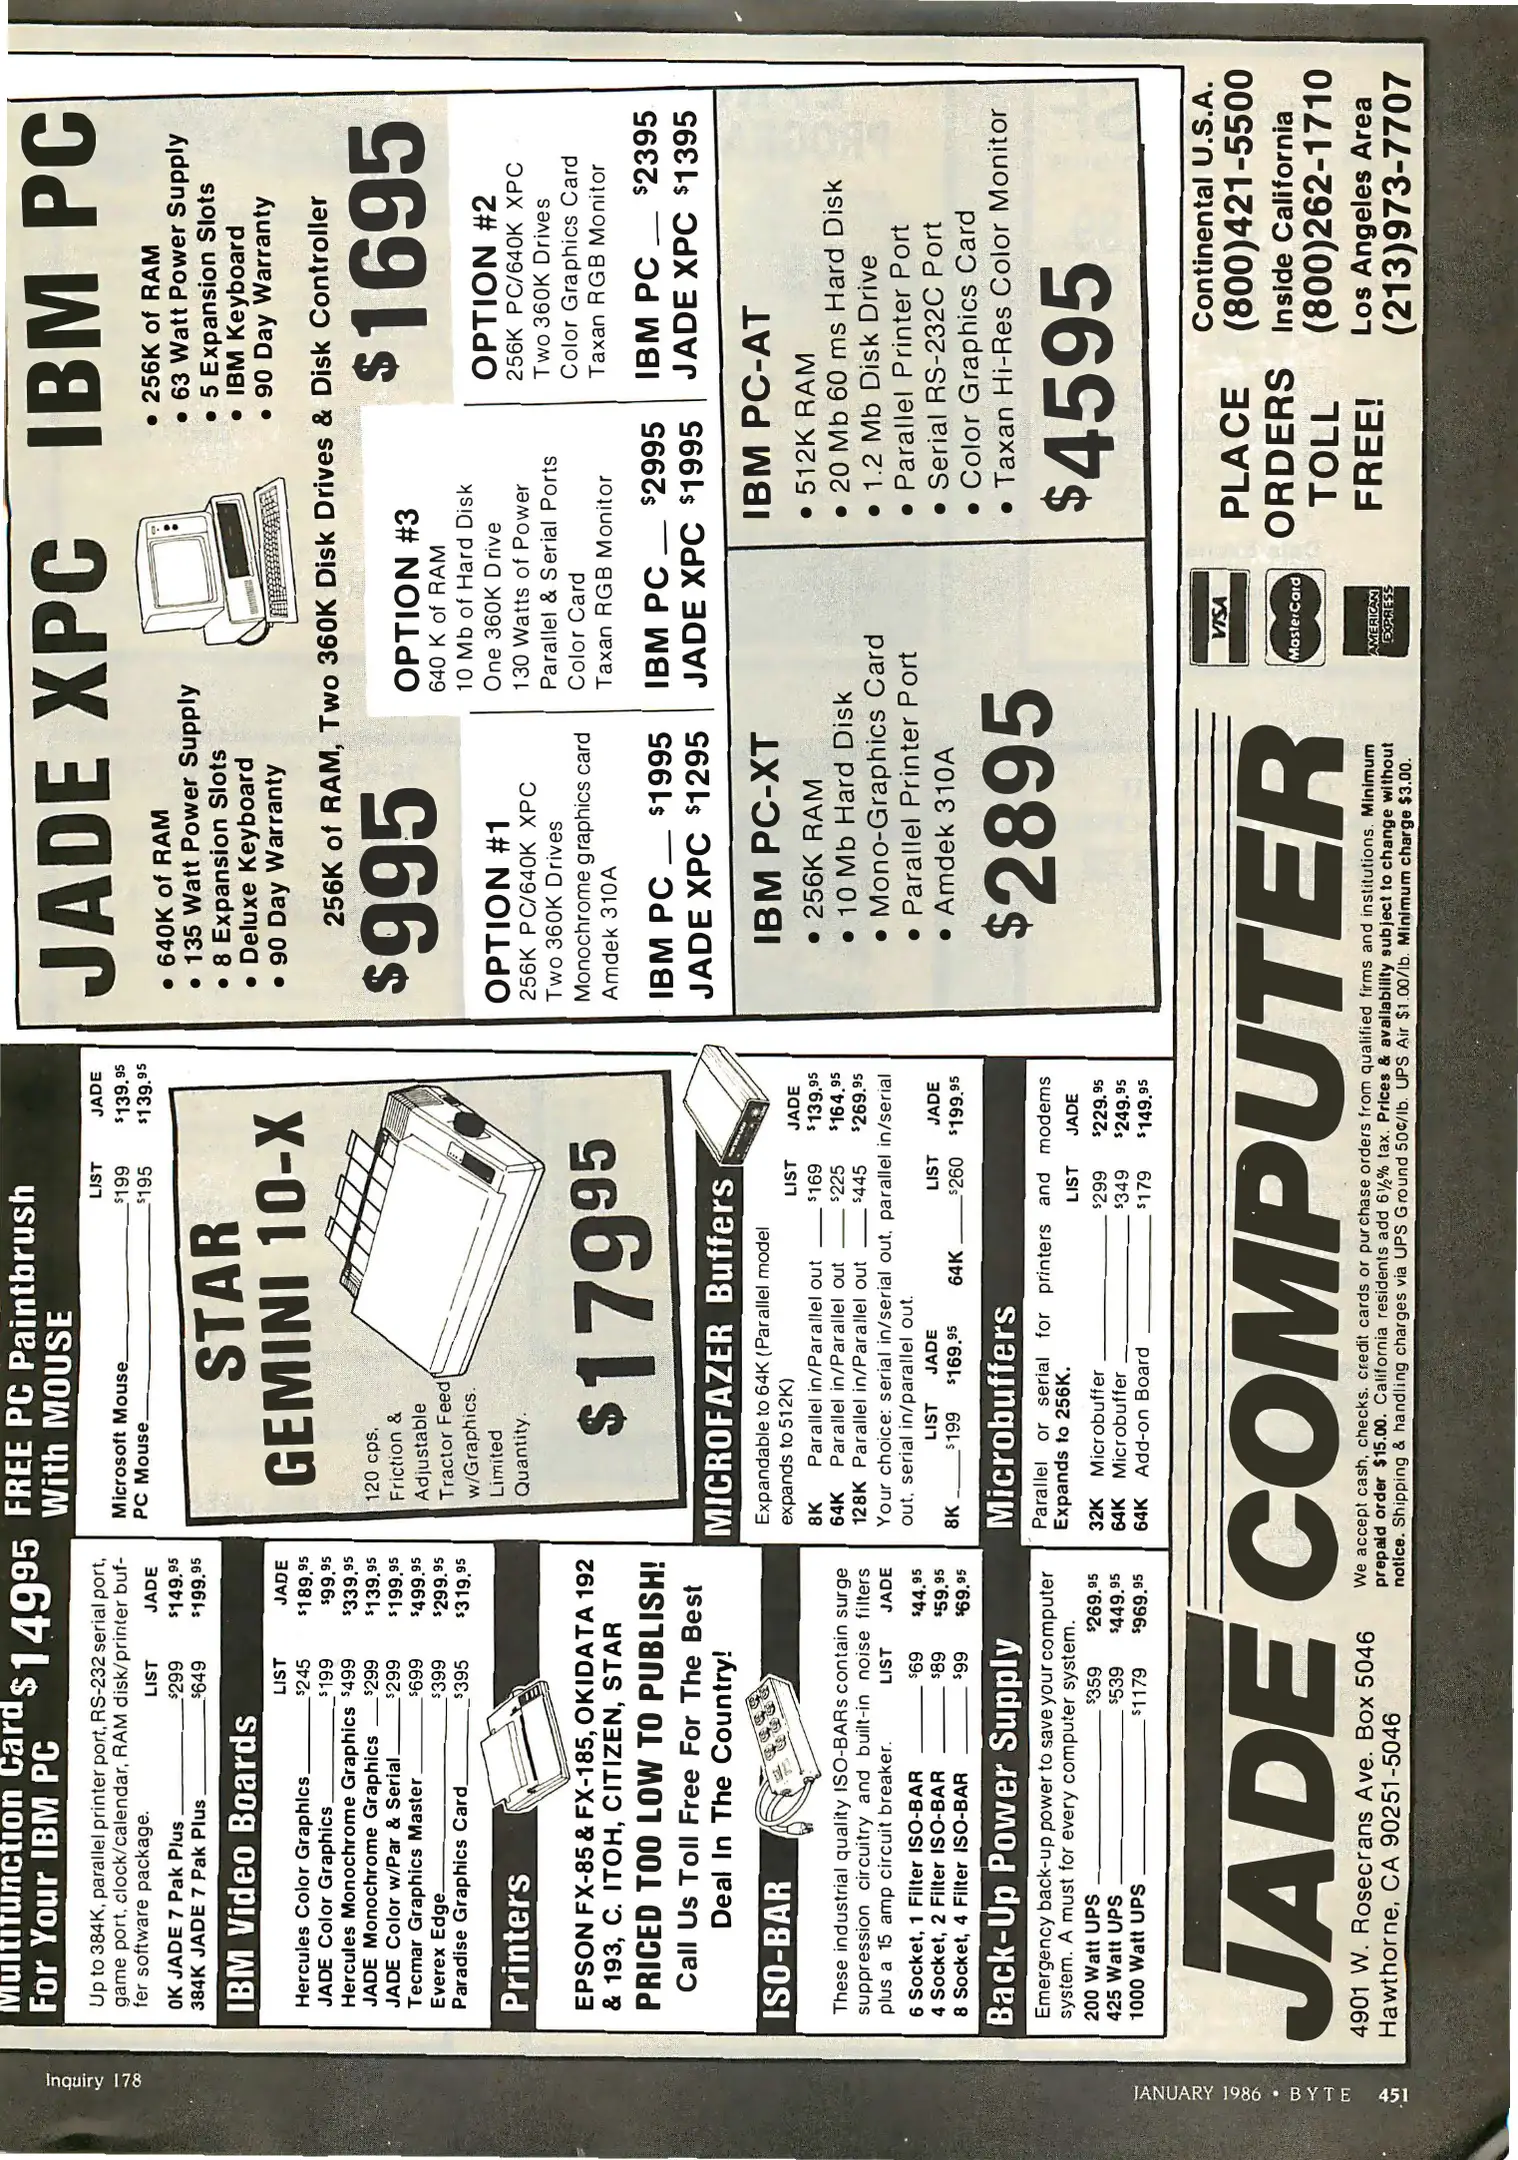 Multifunction Card $149⁹⁵
For Your IBM PC
Up to 384K, parallel printer port, RS-232 serial port,
game port, clock/calendar, RAM disk/printer buf-
fer software package.
LIST JADE
0K JADE 7 Pak Plus $299 $149.95
384K JADE 7 Pak Plus $649 $199.95
IBM Video Boards
LIST JADE
Hercules Color Graphics $245 $189.95
JADE Color Graphics $199 $99.95
Hercules Monochrome Graphics $499 $339.95
JADE Monochrome Graphics $299 $139.95
JADE Color w/Par & Serial $299 $199.95
Tecmar Graphics Master $699 $499.95
Everex Edge $399 $299.95
Paradise Graphics Card $395 $319.95
Printers
EPSON FX-85 & FX-185, OKIDATA 192
& 193, C. ITOH, CITIZEN, STAR
PRICED TOO LOW TO PUBLISH!
Call Us Toll Free For The Best
Deal In The Country!
ISO-BAR
These industrial quality ISO-BARs contain surge
suppression circuitry and built-in noise filters
plus a 15 amp circuit breaker. LIST JADE
6 Socket, 1 Filter ISO-BAR $69 $44.95
4 Socket, 2 Filter ISO-BAR $89 $59.95
8 Socket, 4 Filter ISO-BAR $99 $69.95
Back-Up Power Supply
Emergency back-up power to save your computer
system. A must for every computer system.
200 Watt UPS $359 $269.95
425 Watt UPS $539 $449.95
1000 Watt UPS $1179 $969.95
FREE PC Paintbrush
With MOUSE
LIST JADE
Microsoft Mouse $199 $139.95
PC Mouse $195 $139.95
STAR
GEMINI 10-X
120 cps,
Friction &
Adjustable
Tractor Feed
w/Graphics.
Limited
Quantity.
$179⁹⁵
MICROFAZER Buffers
Expandable to 64K (Parallel model
expands to 512K) LIST JADE
8K Parallel in/Parallel out $169 $139.95
64K Parallel in/Parallel out $225 $164.95
128K Parallel in/Parallel out $445 $269.95
Your choice: serial in/serial out, parallel in/serial
out, serial in/parallel out.
LIST JADE LIST JADE
8K $199 $169.95 64K $260 $199.95
Microbuffers
Parallel or serial for printers and modems
Expands to 256K. LIST JADE
32K Microbuffer $299 $229.95
64K Microbuffer $349 $249.95
64K Add-on Board $179 $149.95
JADE XPC IBM PC
• 640K of RAM
• 135 Watt Power Supply
• 8 Expansion Slots
• Deluxe Keyboard
• 90 Day Warranty
• 256K of RAM
• 63 Watt Power Supply
• 5 Expansion Slots
• IBM Keyboard
• 90 Day Warranty
256K of RAM, Two 360K Disk Drives & Disk Controller
$995
$1695
OPTION #1
256K PC/640K XPC
Two 360K Drives
Monochrome graphics card
Amdek 310A
IBM PC — $1995
JADE XPC $1295
OPTION #3
640 K of RAM
10 Mb of Hard Disk
One 360K Drive
130 Watts of Power
Parallel & Serial Ports
Color Card
Taxan RGB Monitor
IBM PC — $2995
JADE XPC $1995
OPTION #2
256K PC/640K XPC
Two 360K Drives
Color Graphics Card
Taxan RGB Monitor
IBM PC — $2395
JADE XPC $1395
IBM PC-XT
• 256K RAM
• 10 Mb Hard Disk
• Mono-Graphics Card
• Parallel Printer Port
• Amdek 310A
$2895
IBM PC-AT
• 512K RAM
• 20 Mb 60 ms Hard Disk
• 1.2 Mb Disk Drive
• Parallel Printer Port
• Serial RS-232C Port
• Color Graphics Card
• Taxan Hi-Res Color Monitor
$4595
JADE COMPUTER
4901 W. Rosecrans Ave. Box 5046
Hawthorne, CA 90251-5046
VISA
MasterCard
AMERICAN
EXPRESS
PLACE
ORDERS
TOLL
FREE!
Continental U.S.A.
(800)421-5500
Inside California
(800)262-1710
Los Angeles Area
(213)973-7707
We accept cash, checks, credit cards or purchase orders from qualified firms and institutions. Minimum
prepaid order $15.00. California residents add 6½% tax. Prices & availability subject to change without
notice. Shipping & handling charges via UPS Ground 50¢/lb. UPS Air $1.00/lb. Minimum charge $3.00.
Inquiry 178
JANUARY 1986 • BYTE 451